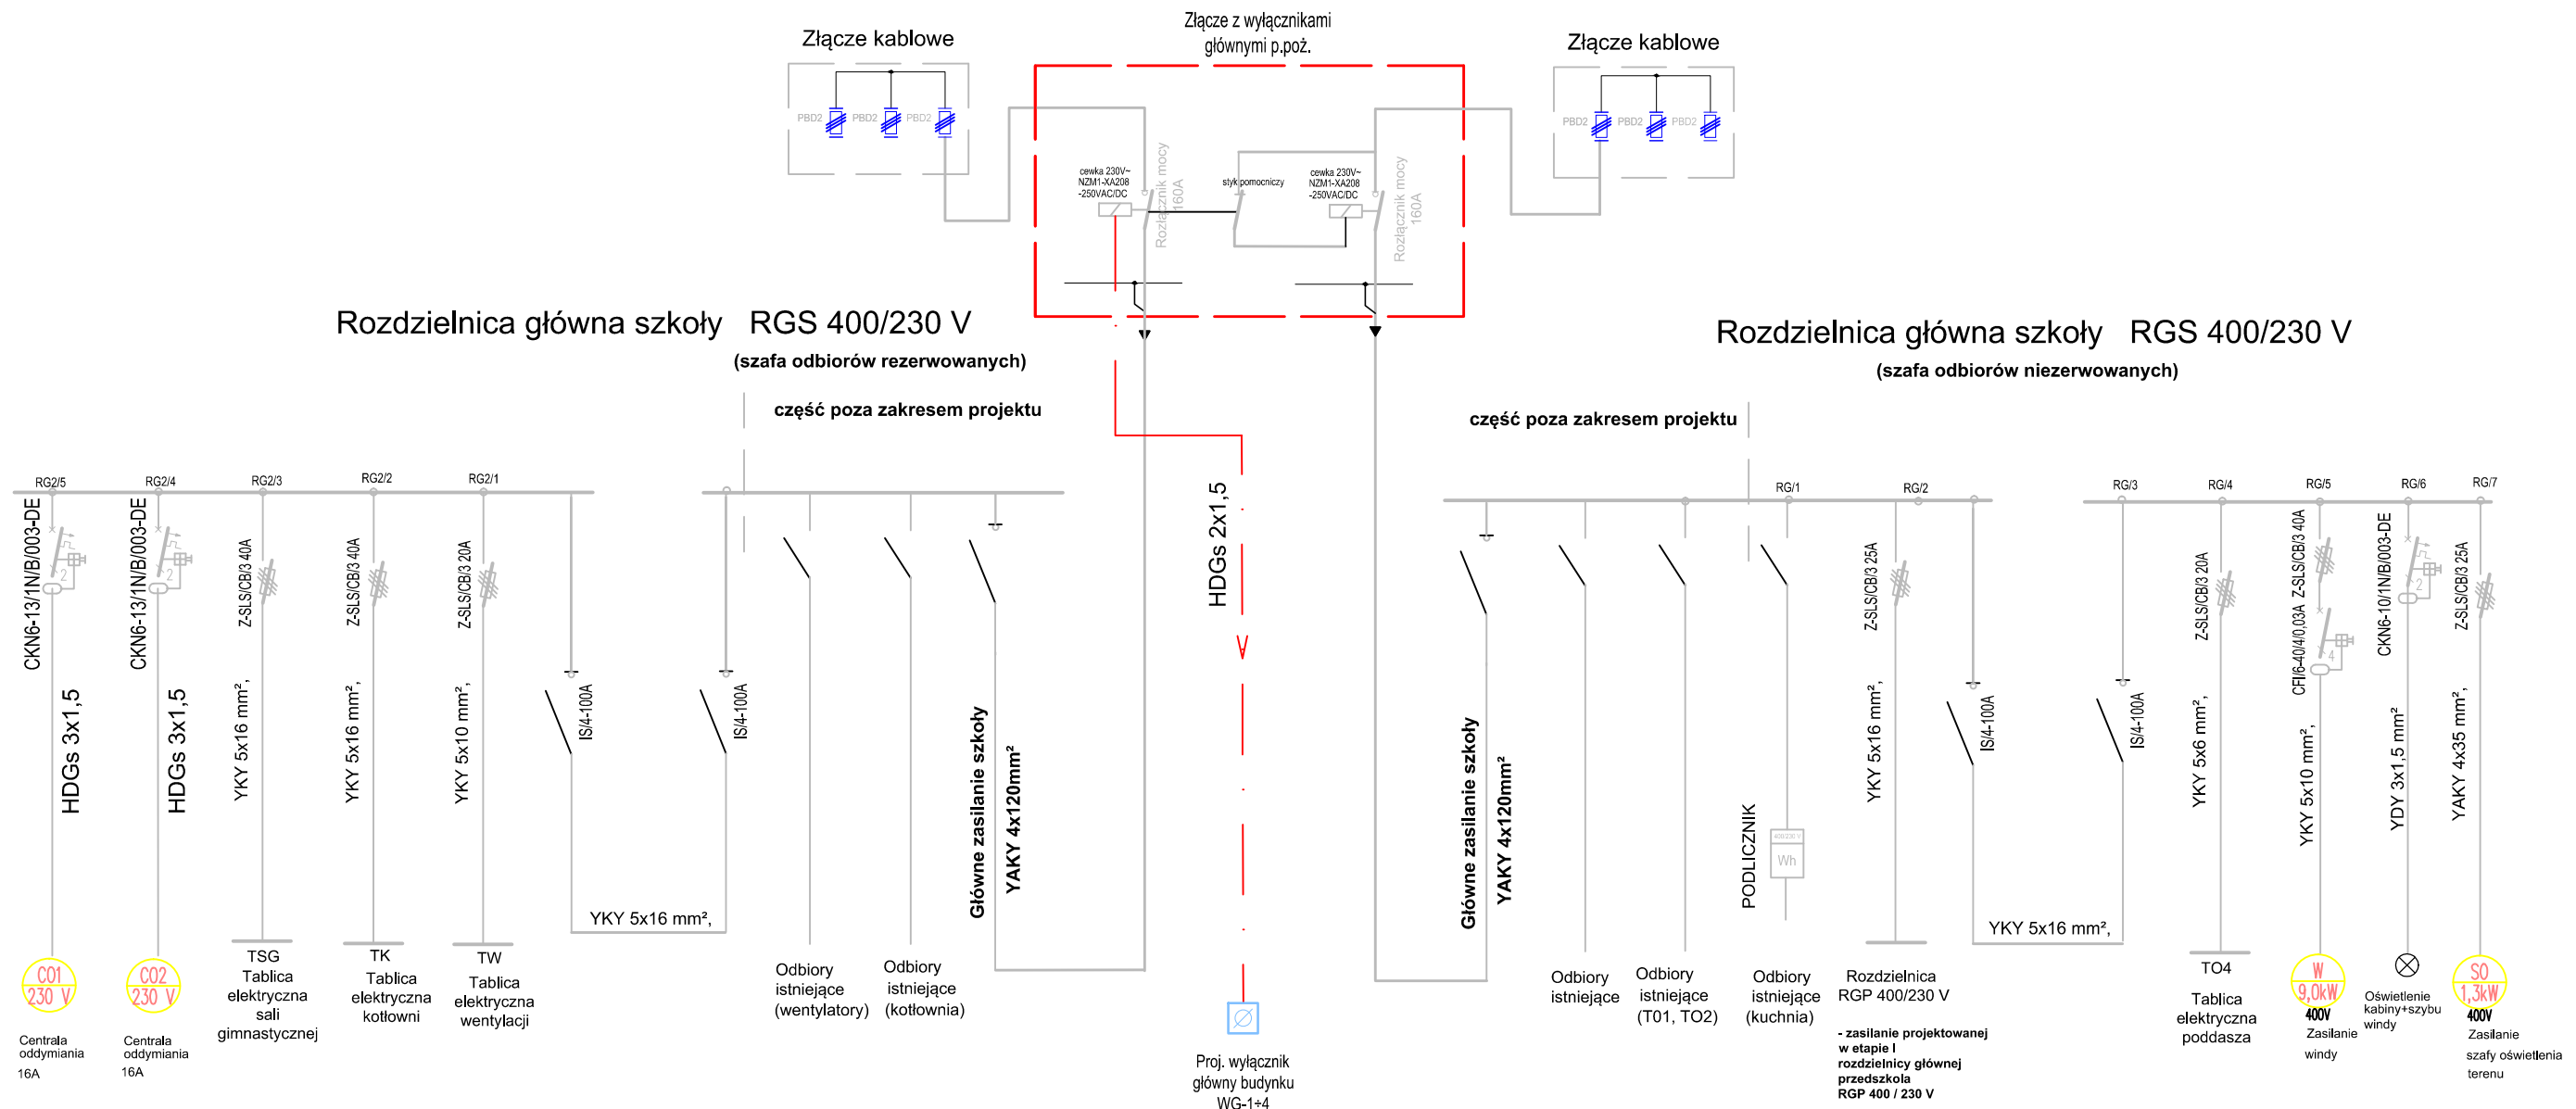 Złącze z wyłącznikami
głównymi p.poż.
Złącze kablowe
Złącze kablowe
PBD2
PBD2
PBD2
PBD2
PBD2
PBD2
cewka 230V~
NZM1-XA208
-250VAC/DC
Rozłącznik mocy
160A
styk pomocniczy
cewka 230V~
NZM1-XA208
-250VAC/DC
Rozłącznik mocy
160A
Rozdzielnica główna szkoły RGS 400/230 V
(szafa odbiorów rezerwowanych)
część poza zakresem projektu
Rozdzielnica główna szkoły RGS 400/230 V
(szafa odbiorów niezerwowanych)
część poza zakresem projektu
RG2/5
RG2/4
RG2/3
RG2/2
RG2/1
RG/1
RG/2
RG/3
RG/4
RG/5
RG/6
RG/7
CKN6-13/1N/B/003-DE
2
HDGs 3x1,5
CKN6-13/1N/B/003-DE
2
HDGs 3x1,5
Z-SLS/CB/3 40A
YKY 5x16 mm²,
Z-SLS/CB/3 40A
YKY 5x16 mm²,
Z-SLS/CB/3 20A
YKY 5x10 mm²,
IS/4-100A
IS/4-100A
YKY 5x16 mm²,
Główne zasilanie szkoły
YAKY 4x120mm²
HDGs 2x1,5
Główne zasilanie szkoły
YAKY 4x120mm²
PODLICZNIK
400/230 V
Wh
Z-SLS/CB/3 25A
YKY 5x16 mm²,
IS/4-100A
IS/4-100A
YKY 5x16 mm²,
Z-SLS/CB/3 20A
YKY 5x6 mm²,
CFI/6-40/4/0,03A Z-SLS/CB/3 40A
4
YKY 5x10 mm²,
CKN6-10/1N/B/003-DE
2
YDY 3x1,5 mm²
Z-SLS/CB/3 25A
YAKY 4x35 mm²,
CO1
230 V
Centrala
oddymiania
16A
CO2
230 V
Centrala
oddymiania
16A
TSG
Tablica
elektryczna
sali
gimnastycznej
TK
Tablica
elektryczna
kotłowni
TW
Tablica
elektryczna
wentylacji
Odbiory
istniejące
(wentylatory)
Odbiory
istniejące
(kotłownia)
Proj. wyłącznik
główny budynku
WG-1÷4
Odbiory
istniejące
Odbiory
istniejące
(T01, TO2)
Odbiory
istniejące
(kuchnia)
Rozdzielnica
RGP 400/230 V
- zasilanie projektowanej
w etapie I
rozdzielnicy głównej
przedszkola
RGP 400 / 230 V
TO4
Tablica
elektryczna
poddasza
W
9,0kW
400V
Zasilanie
windy
Oświetlenie
kabiny+szybu
windy
SO
1,3kW
400V
Zasilanie
szafy oświetlenia
terenu